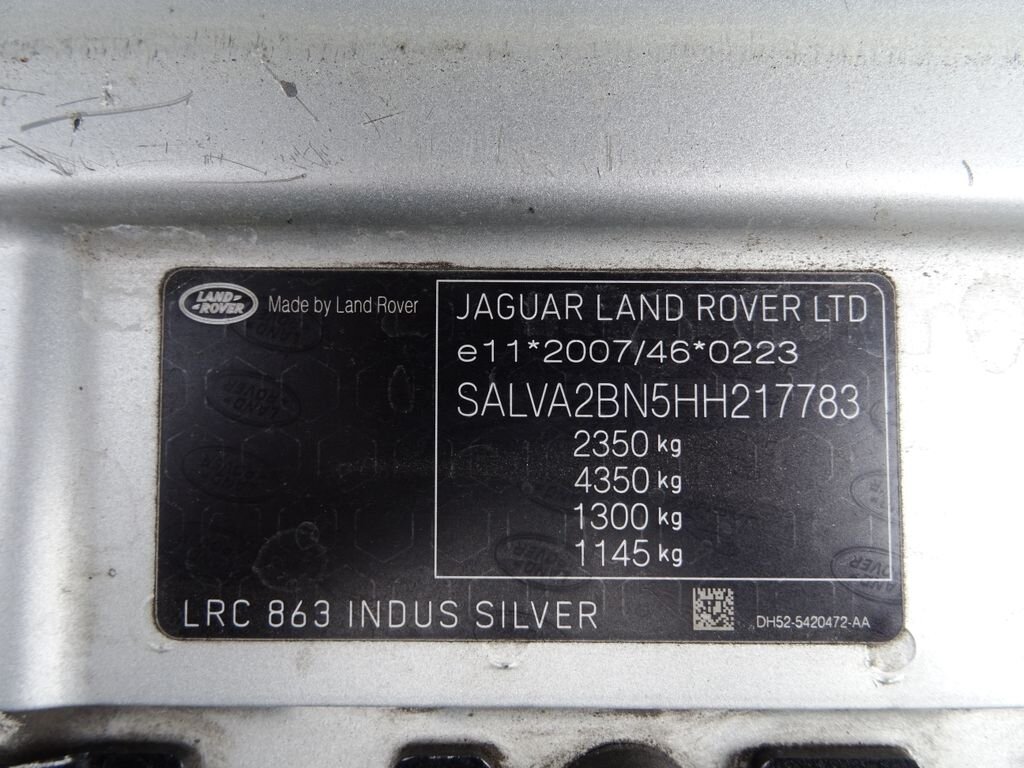 LAND-ROVER
Made by Land Rover
JAGUAR LAND ROVER LTD
e11*2007/46*0223
SALVA2BN5HH217783
2350 kg
4350 kg
1300 kg
1145 kg
LRC 863 INDUS SILVER
DH52-5420472-AA